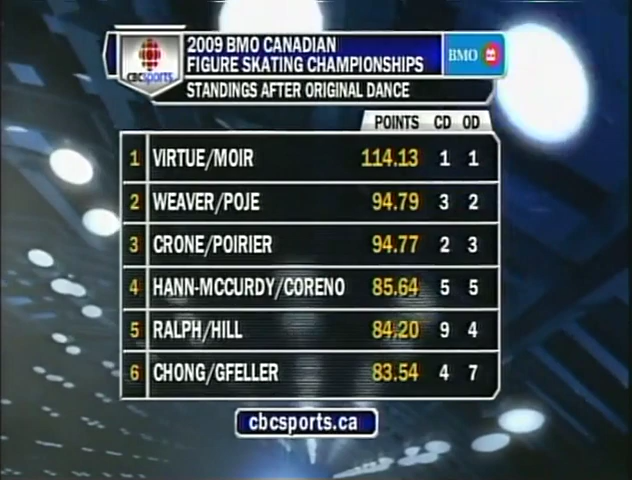 2009 BMO CANADIAN
FIGURE SKATING CHAMPIONSHIPS
CBCsports
BMO
STANDINGS AFTER ORIGINAL DANCE
POINTS CD OD
1 VIRTUE/MOIR 114.13 1 1
2 WEAVER/POJE 94.79 3 2
3 CRONE/POIRIER 94.77 2 3
4 HANN-MCCURDY/CORENO 85.64 5 5
5 RALPH/HILL 84.20 9 4
6 CHONG/GFELLER 83.54 4 7
cbcsports.ca